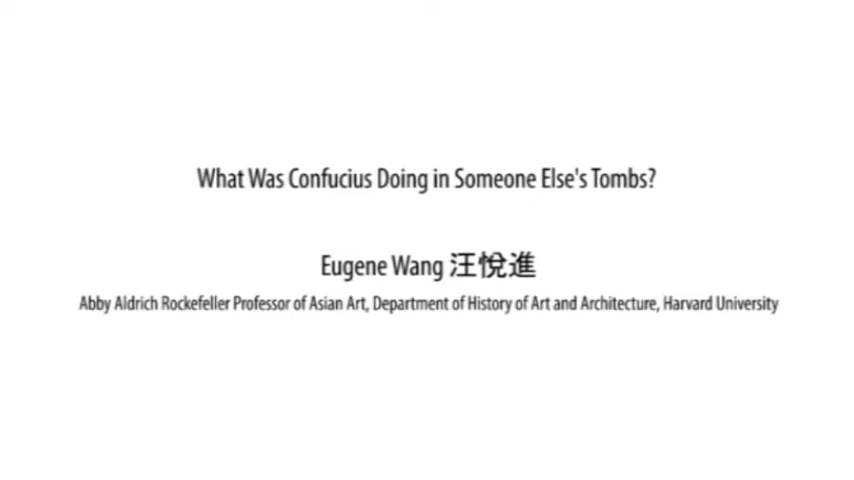 What Was Confucius Doing in Someone Else's Tombs?
Eugene Wang 汪悅進
Abby Aldrich Rockefeller Professor of Asian Art, Department of History of Art and Architecture, Harvard University